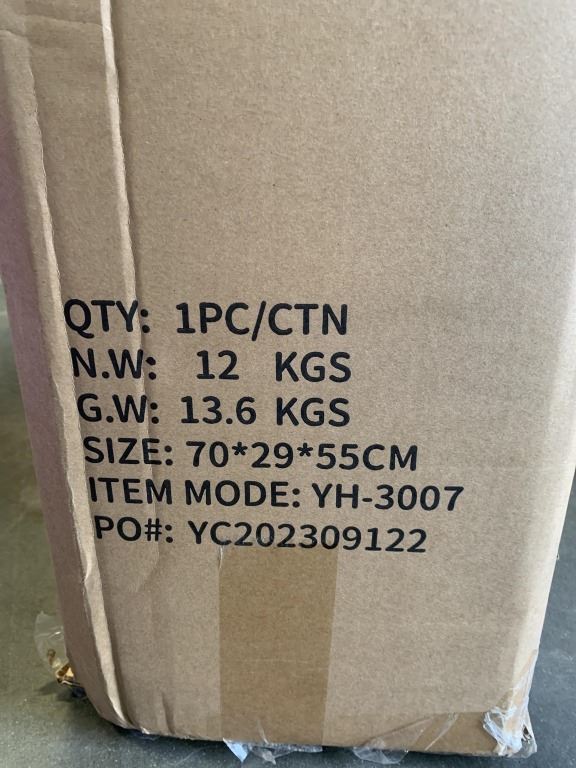 QTY: 1PC/CTN
N.W: 12 KGS
G.W: 13.6 KGS
SIZE: 70*29*55CM
ITEM MODE: YH-3007
PO#: YC202309122